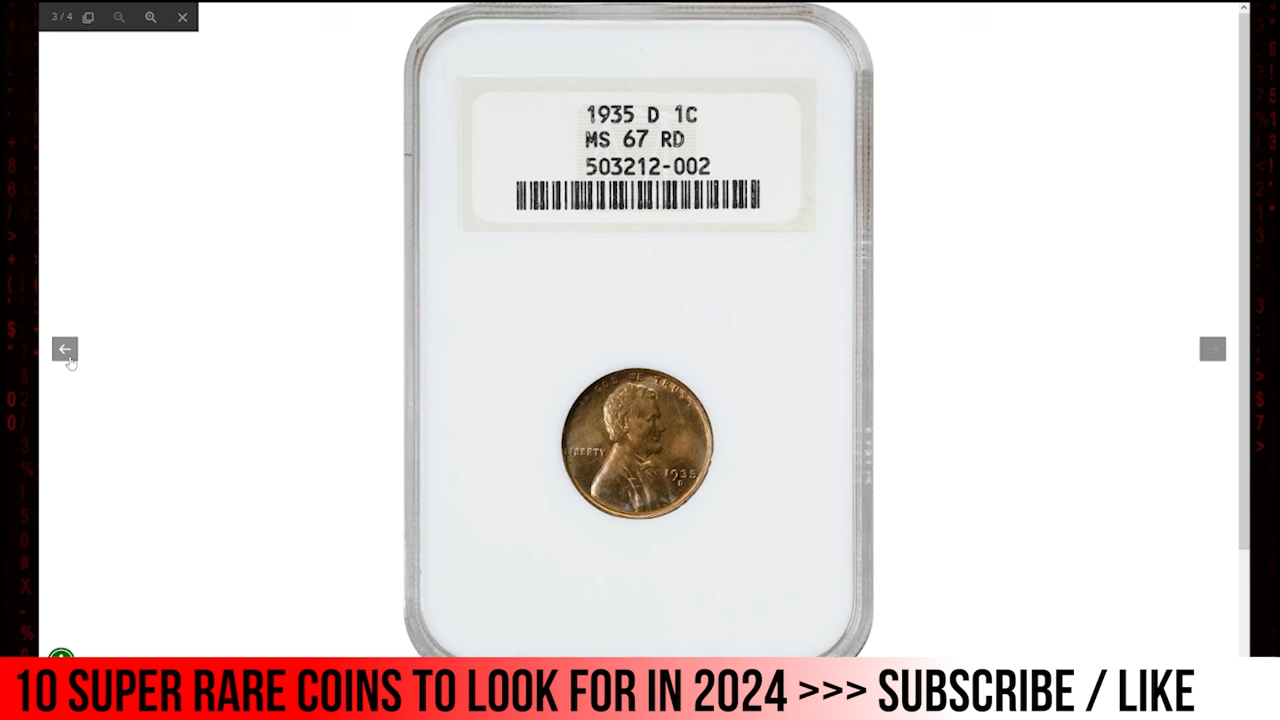 3 / 4
1935 D 1C
MS 67 RD
503212-002
LIBERTY
1935
D
10 SUPER RARE COINS TO LOOK FOR IN 2024 >>> SUBSCRIBE / LIKE